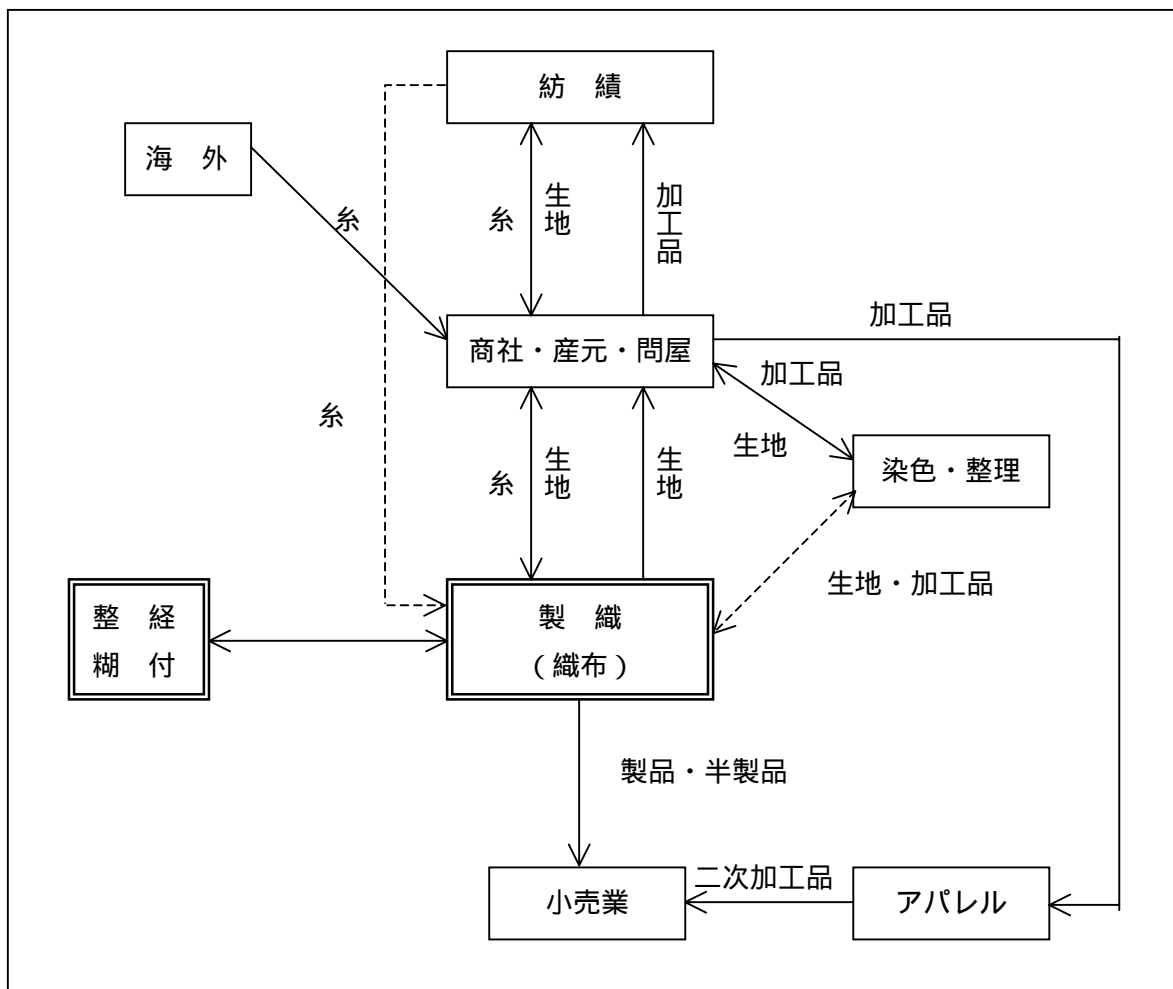 紡　績
海　外
糸
糸
生地
加工品
商社・産元・問屋
加工品
加工品
生地
染色・整理
糸
糸
生地
生地
生地・加工品
整　経
糊　付
製　織
（織布）
製品・半製品
小売業
二次加工品
アパレル